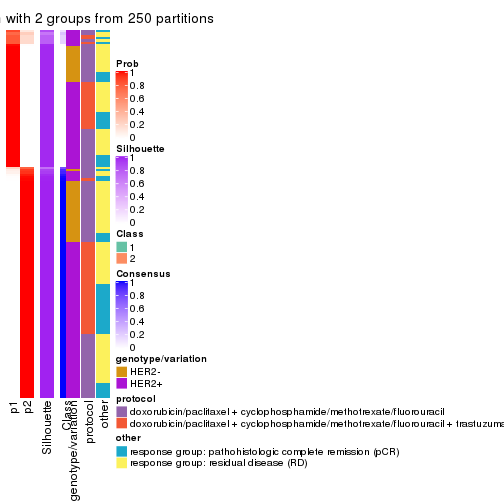 with 2 groups from 250 partitions
Prob
1
0.8
0.6
0.4
0.2
0
Silhouette
1
0.8
0.6
0.4
0.2
0
Class
1
2
Consensus
1
0.8
0.6
0.4
0.2
0
genotype/variation
HER2-
HER2+
protocol
doxorubicin/paclitaxel + cyclophosphamide/methotrexate/fluorouracil
doxorubicin/paclitaxel + cyclophosphamide/methotrexate/fluorouracil + trastuzuma
other
response group: pathohistologic complete remission (pCR)
response group: residual disease (RD)
p1
p2
Silhouette
Class
genotype/variation
protocol
other